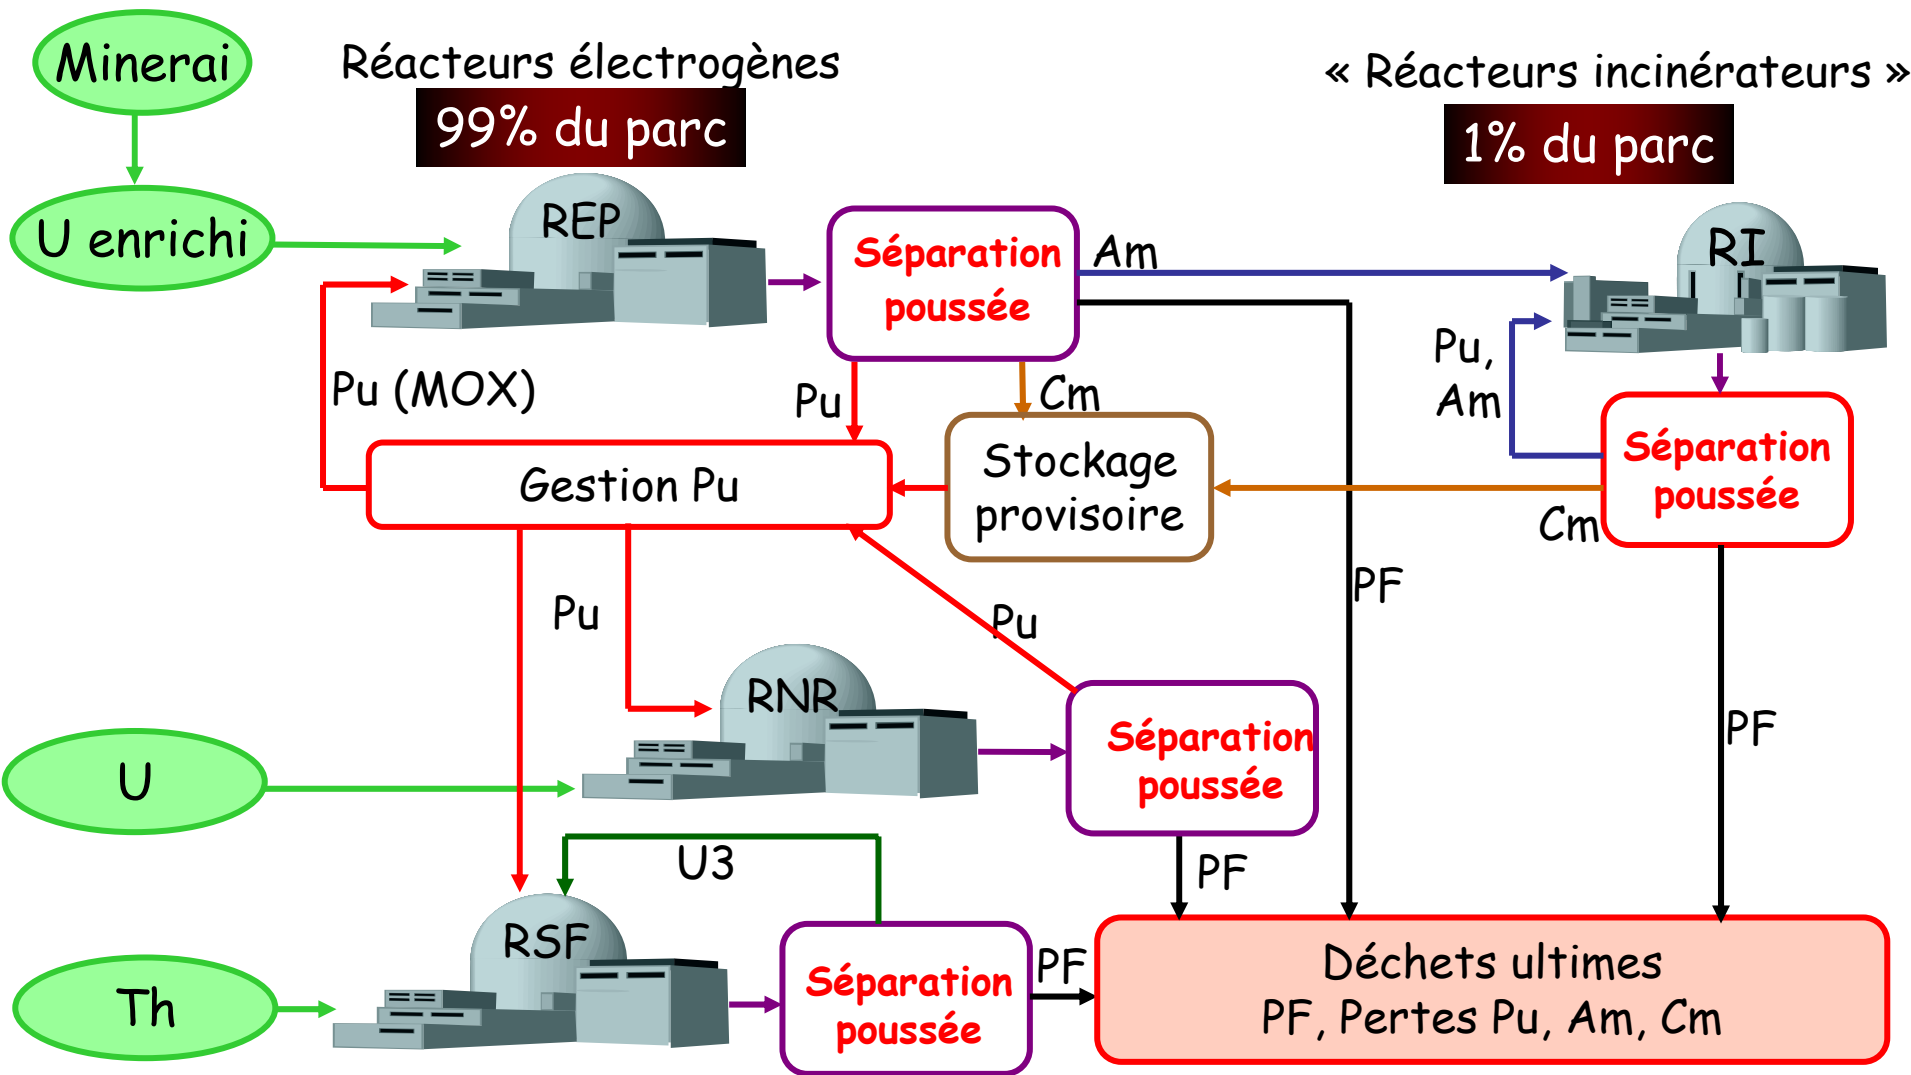 Minerai
Réacteurs électrogènes
99% du parc
« Réacteurs incinérateurs »
1% du parc
U enrichi
REP
Séparation
poussée
Am
RI
Pu (MOX)
Pu
Cm
Pu,
Am
Gestion Pu
Stockage
provisoire
Séparation
poussée
Cm
PF
Pu
Pu
RNR
Séparation
poussée
PF
U
U3
PF
RSF
Th
Séparation
poussée
PF
Déchets ultimes
PF, Pertes Pu, Am, Cm